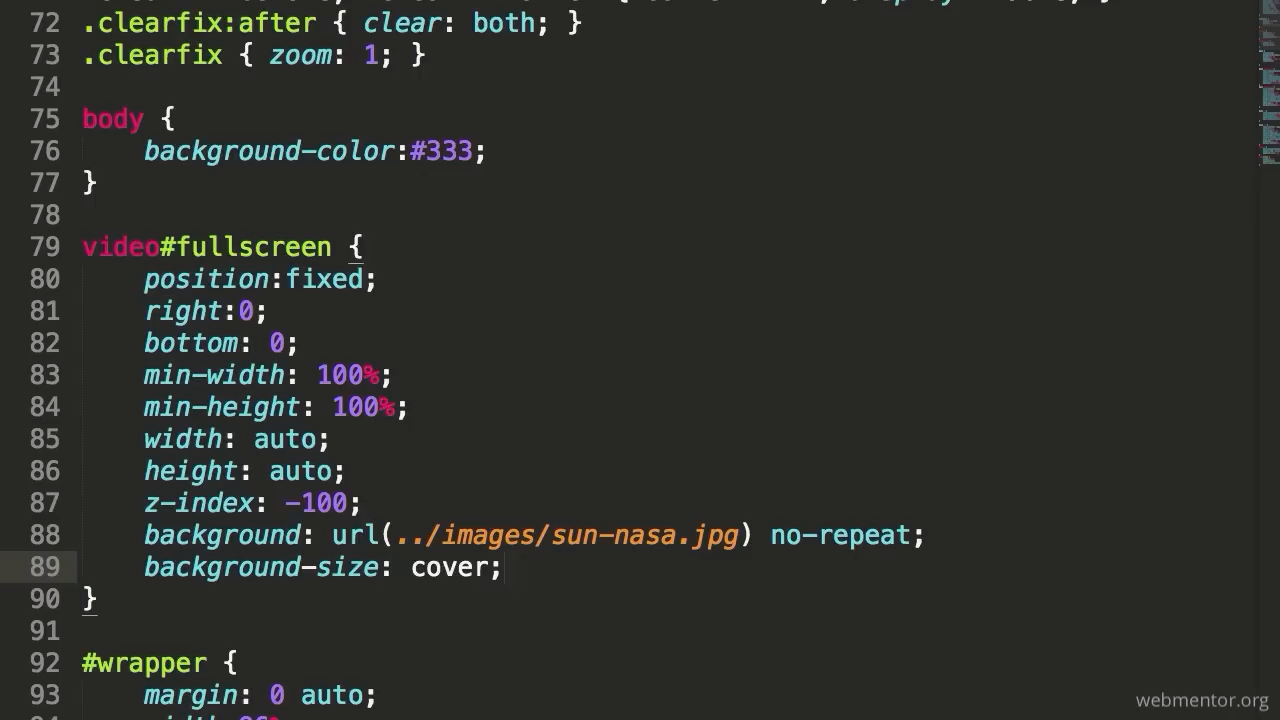 72 .clearfix:after { clear: both; }
73 .clearfix { zoom: 1; }
74
75 body {
76     background-color:#333;
77 }
78
79 video#fullscreen {
80     position:fixed;
81     right:0;
82     bottom: 0;
83     min-width: 100%;
84     min-height: 100%;
85     width: auto;
86     height: auto;
87     z-index: -100;
88     background: url(../images/sun-nasa.jpg) no-repeat;
89     background-size: cover;
90 }
91
92 #wrapper {
93     margin: 0 auto;
webmentor.org